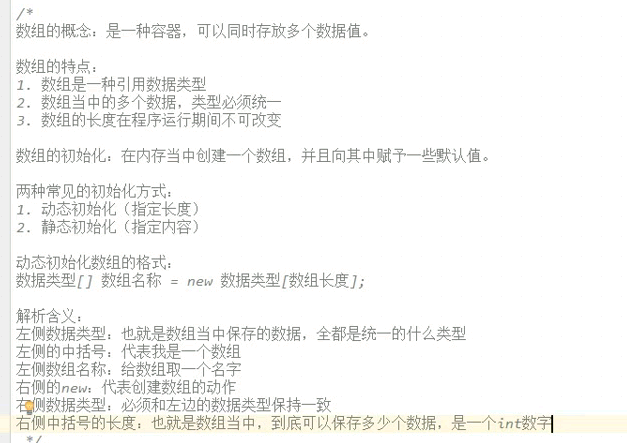 /*
数组的概念：是一种容器，可以同时存放多个数据值。
数组的特点：
1. 数组是一种引用数据类型
2. 数组当中的多个数据，类型必须统一
3. 数组的长度在程序运行期间不可改变
数组的初始化：在内存当中创建一个数组，并且向其中赋予一些默认值。
两种常见的初始化方式：
1. 动态初始化（指定长度）
2. 静态初始化（指定内容）
动态初始化数组的格式：
数据类型[] 数组名称 = new 数据类型[数组长度];
解析含义：
左侧数据类型：也就是数组当中保存的数据，全都是统一的什么类型
左侧的中括号：代表我是一个数组
左侧数组名称：给数组取一个名字
右侧的new：代表创建数组的动作
右侧数据类型：必须和左边的数据类型保持一致
右侧中括号的长度：也就是数组当中，到底可以保存多少个数据，是一个int数字
*/